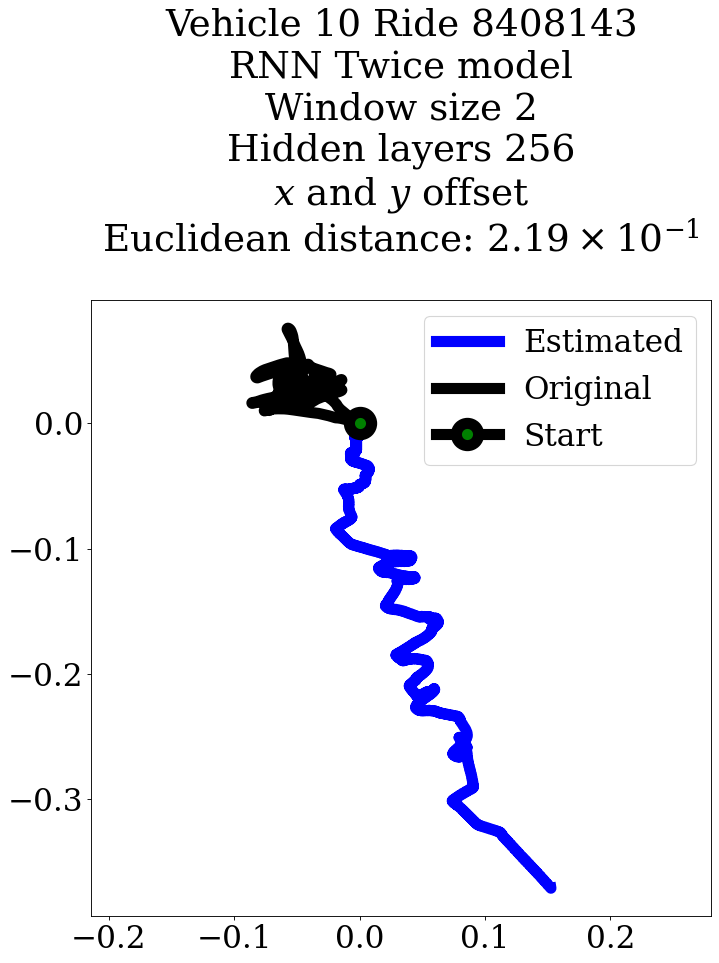 Vehicle 10 Ride 8408143
RNN Twice model
Window size 2
Hidden layers 256
x and y offset
Euclidean distance: 2.19 × 10⁻¹
Estimated
Original
Start
0.0
−0.1
−0.2
−0.3
−0.2
−0.1
0.0
0.1
0.2